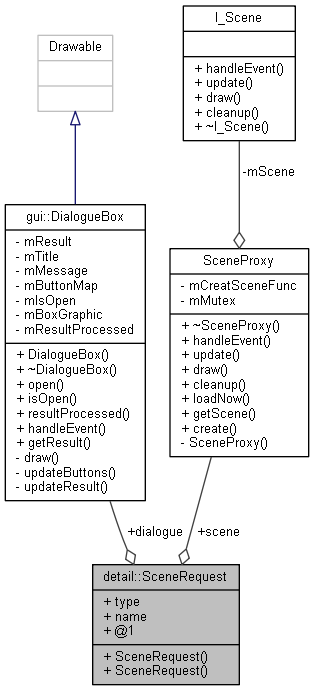 I_Scene
+ handleEvent()
+ update()
+ draw()
+ cleanup()
+ ~I_Scene()
Drawable
-mScene
gui::DialogueBox
- mResult
- mTitle
- mMessage
- mButtonMap
- mIsOpen
- mBoxGraphic
- mResultProcessed
+ DialogueBox()
+ ~DialogueBox()
+ open()
+ isOpen()
+ resultProcessed()
+ handleEvent()
+ getResult()
- draw()
- updateButtons()
- updateResult()
SceneProxy
- mCreatSceneFunc
- mMutex
+ ~SceneProxy()
+ handleEvent()
+ update()
+ draw()
+ cleanup()
+ loadNow()
+ getScene()
+ create()
- SceneProxy()
+dialogue
+scene
detail::SceneRequest
+ type
+ name
+ @1
+ SceneRequest()
+ SceneRequest()